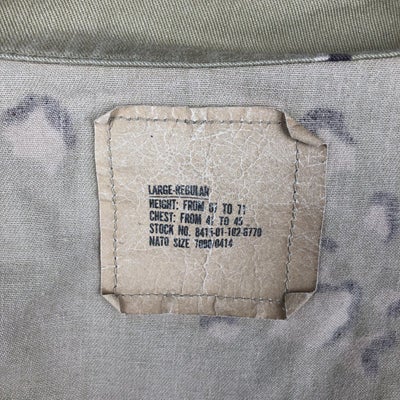 LARGE-REGULAR
HEIGHT: FROM 67 TO 71
CHEST: FROM 41 TO 45
STOCK NO. 8415-01-102-6770
NATO SIZE 7080/0414